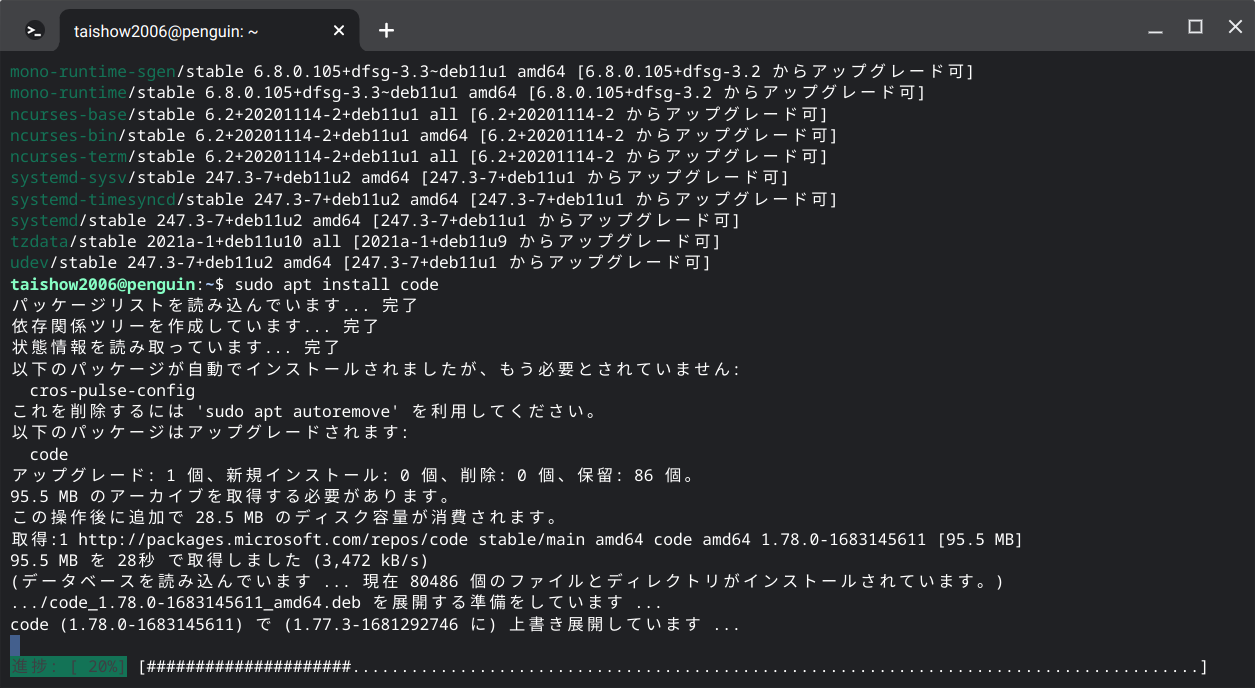 taishow2006@penguin: ~
mono-runtime-sgen/stable 6.8.0.105+dfsg-3.3~deb11u1 amd64 [6.8.0.105+dfsg-3.2 からアップグレード可]
mono-runtime/stable 6.8.0.105+dfsg-3.3~deb11u1 amd64 [6.8.0.105+dfsg-3.2 からアップグレード可]
ncurses-base/stable 6.2+20201114-2+deb11u1 all [6.2+20201114-2 からアップグレード可]
ncurses-bin/stable 6.2+20201114-2+deb11u1 amd64 [6.2+20201114-2 からアップグレード可]
ncurses-term/stable 6.2+20201114-2+deb11u1 all [6.2+20201114-2 からアップグレード可]
systemd-sysv/stable 247.3-7+deb11u2 amd64 [247.3-7+deb11u1 からアップグレード可]
systemd-timesyncd/stable 247.3-7+deb11u2 amd64 [247.3-7+deb11u1 からアップグレード可]
systemd/stable 247.3-7+deb11u2 amd64 [247.3-7+deb11u1 からアップグレード可]
tzdata/stable 2021a-1+deb11u10 all [2021a-1+deb11u9 からアップグレード可]
udev/stable 247.3-7+deb11u2 amd64 [247.3-7+deb11u1 からアップグレード可]
taishow2006@penguin:~$ sudo apt install code
パッケージリストを読み込んでいます... 完了
依存関係ツリーを作成しています... 完了
状態情報を読み取っています... 完了
以下のパッケージが自動でインストールされましたが、もう必要とされていません:
  cros-pulse-config
これを削除するには 'sudo apt autoremove' を利用してください。
以下のパッケージはアップグレードされます:
  code
アップグレード: 1 個、新規インストール: 0 個、削除: 0 個、保留: 86 個。
95.5 MB のアーカイブを取得する必要があります。
この操作後に追加で 28.5 MB のディスク容量が消費されます。
取得:1 http://packages.microsoft.com/repos/code stable/main amd64 code amd64 1.78.0-1683145611 [95.5 MB]
95.5 MB を 28秒 で取得しました (3,472 kB/s)
(データベースを読み込んでいます ... 現在 80486 個のファイルとディレクトリがインストールされています。)
.../code_1.78.0-1683145611_amd64.deb を展開する準備をしています ...
code (1.78.0-1683145611) で (1.77.3-1681292746 に) 上書き展開しています ...
進捗: [ 20%] [#####################.......................................................................................]